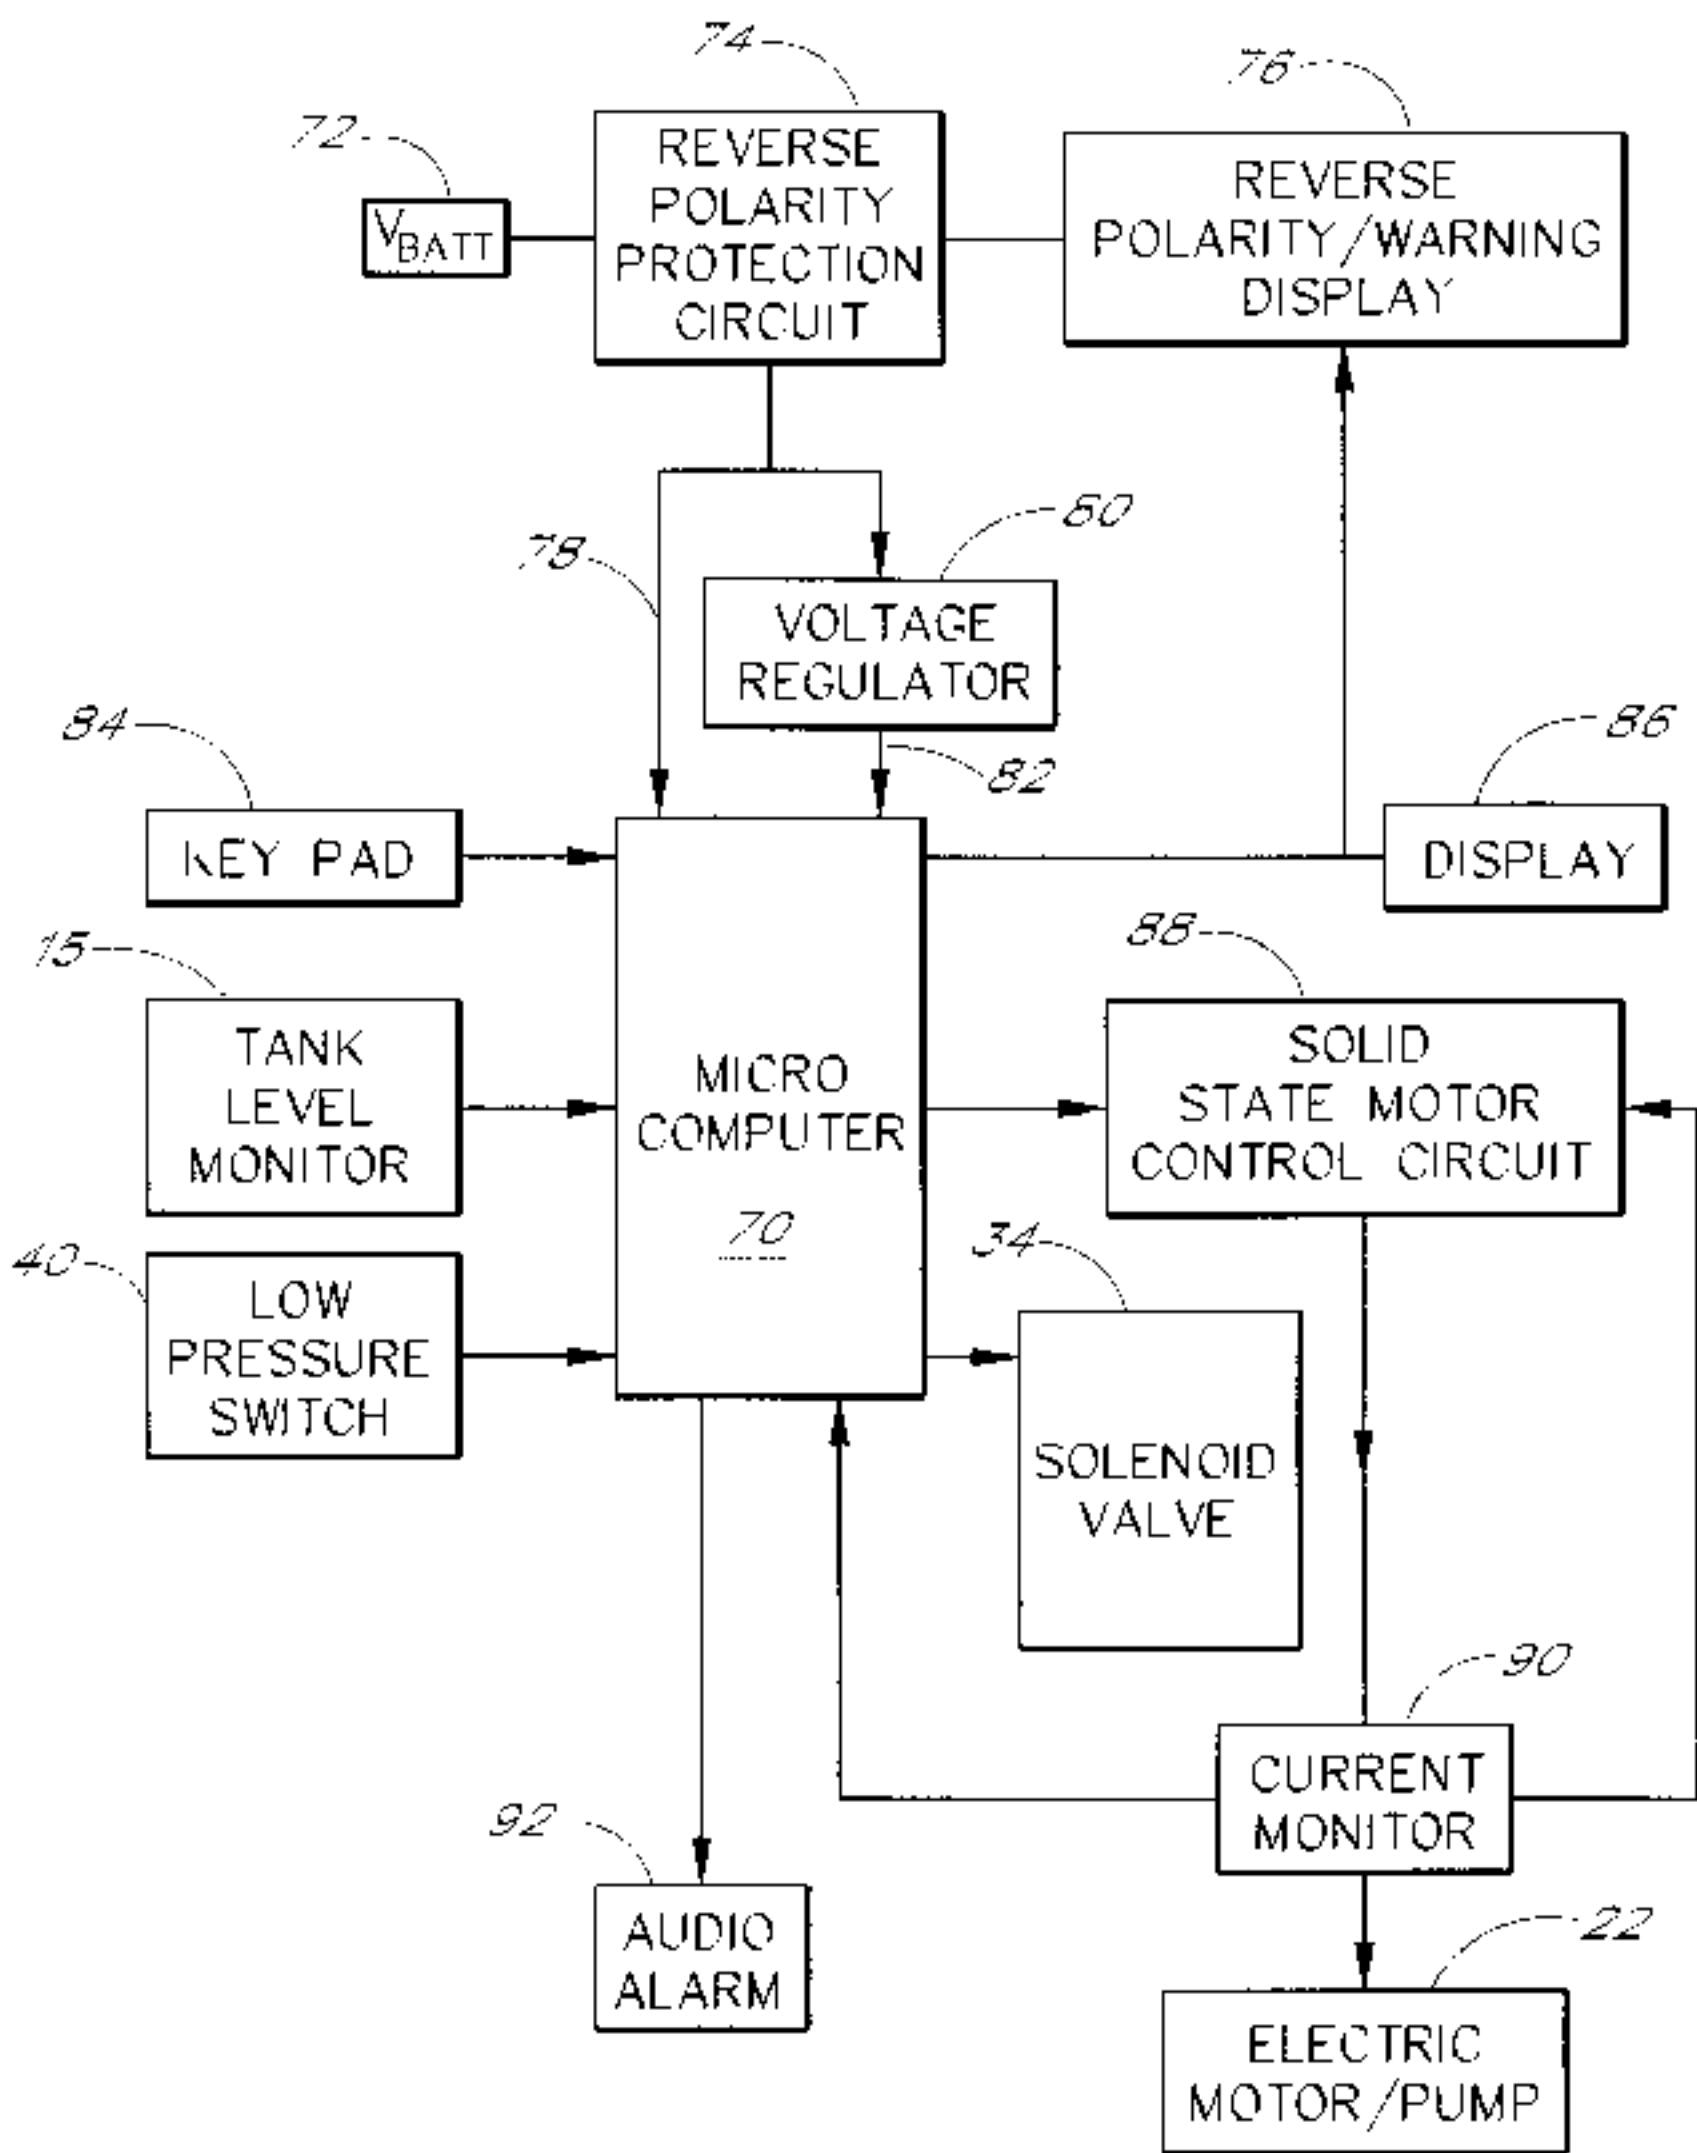 74
76
72
REVERSE
POLARITY
PROTECTION
CIRCUIT
REVERSE
POLARITY/WARNING
DISPLAY
VBATT
80
78
VOLTAGE
REGULATOR
84
86
82
KEY PAD
DISPLAY
15
88
TANK
LEVEL
MONITOR
MICRO
COMPUTER
70
SOLID
STATE MOTOR
CONTROL CIRCUIT
40
34
LOW
PRESSURE
SWITCH
SOLENOID
VALVE
90
CURRENT
MONITOR
92
AUDIO
ALARM
22
ELECTRIC
MOTOR/PUMP